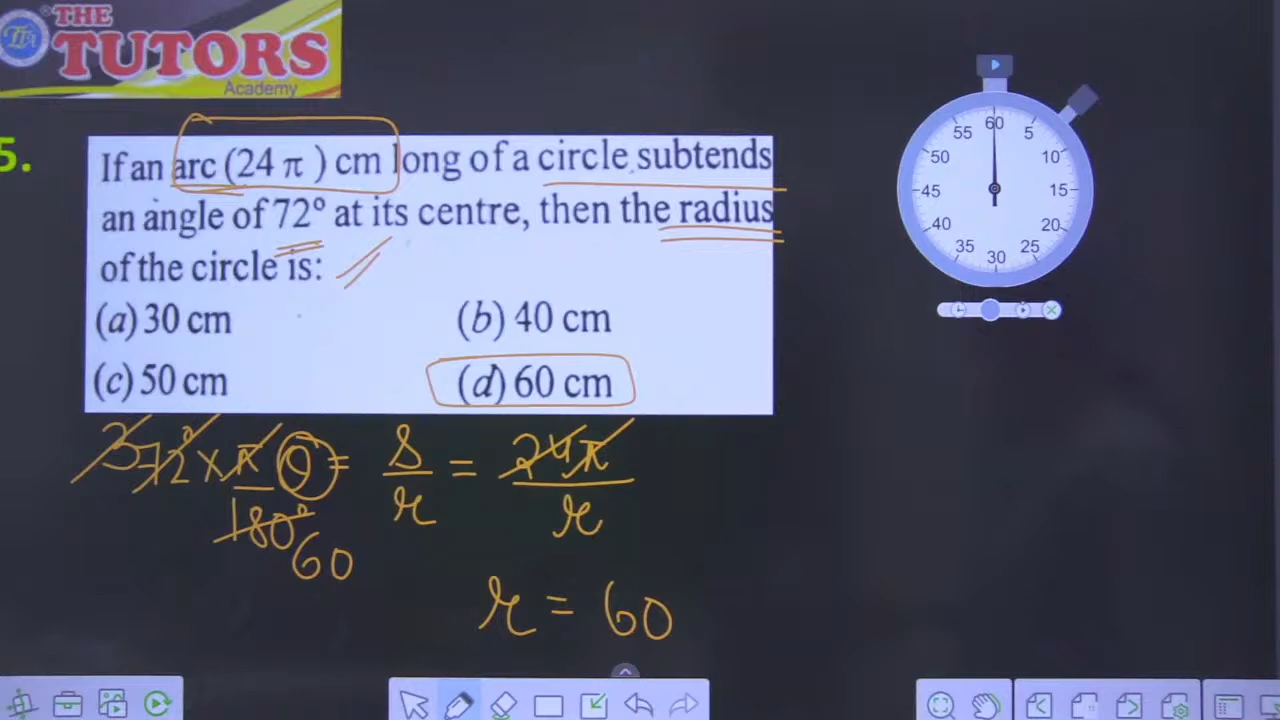 THE
TUTORS
Academy
5.
If an arc (24 π ) cm long of a circle subtends
an angle of 72° at its centre, then the radius
of the circle is:
(a) 30 cm (b) 40 cm
(c) 50 cm (d) 60 cm
60 5 10 15 20 25 30 35 40 45 50 55
3 72° × π/180° θ = s/r = 24π/r
60
r = 60